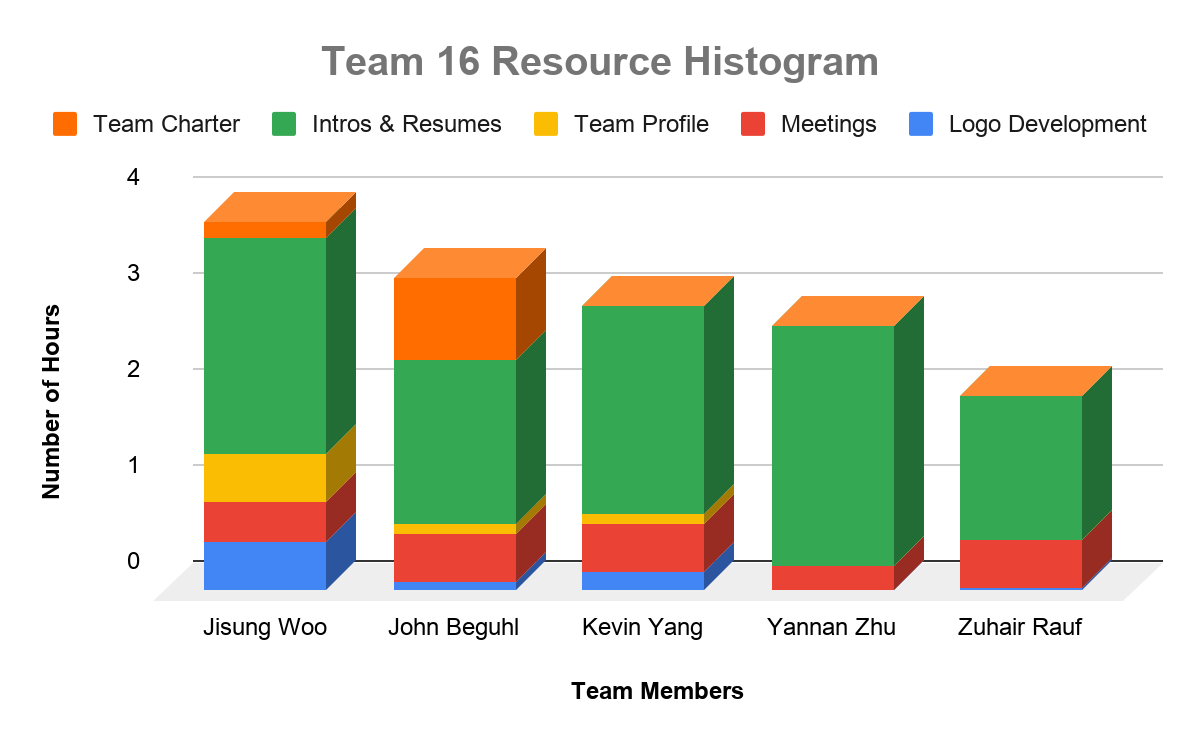 Team 16 Resource Histogram
Team Charter Intros & Resumes Team Profile Meetings Logo Development
4
3
2
1
0
Number of Hours
Jisung Woo John Beguhl Kevin Yang Yannan Zhu Zuhair Rauf
Team Members